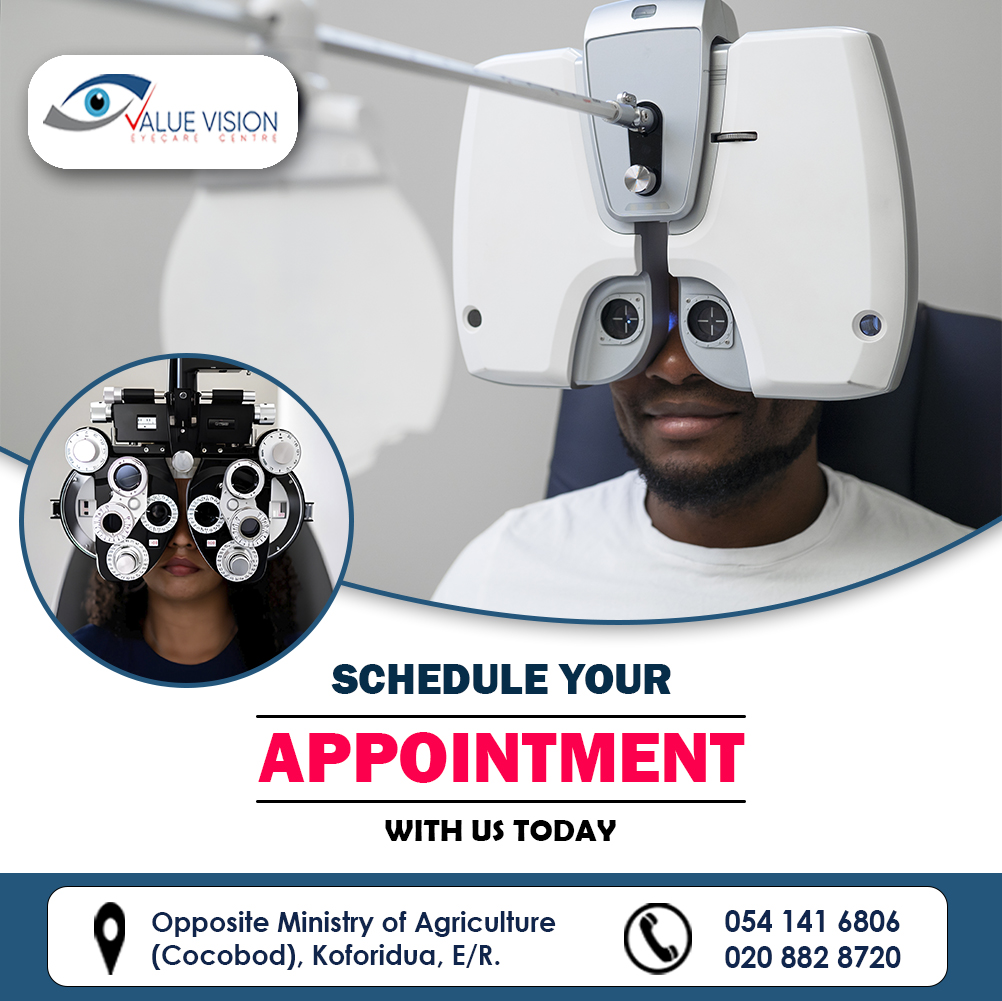 VALUE VISION
EYECARE CENTRE
SCHEDULE YOUR
APPOINTMENT
WITH US TODAY
Opposite Ministry of Agriculture
(Cocobod), Koforidua, E/R.
054 141 6806
020 882 8720